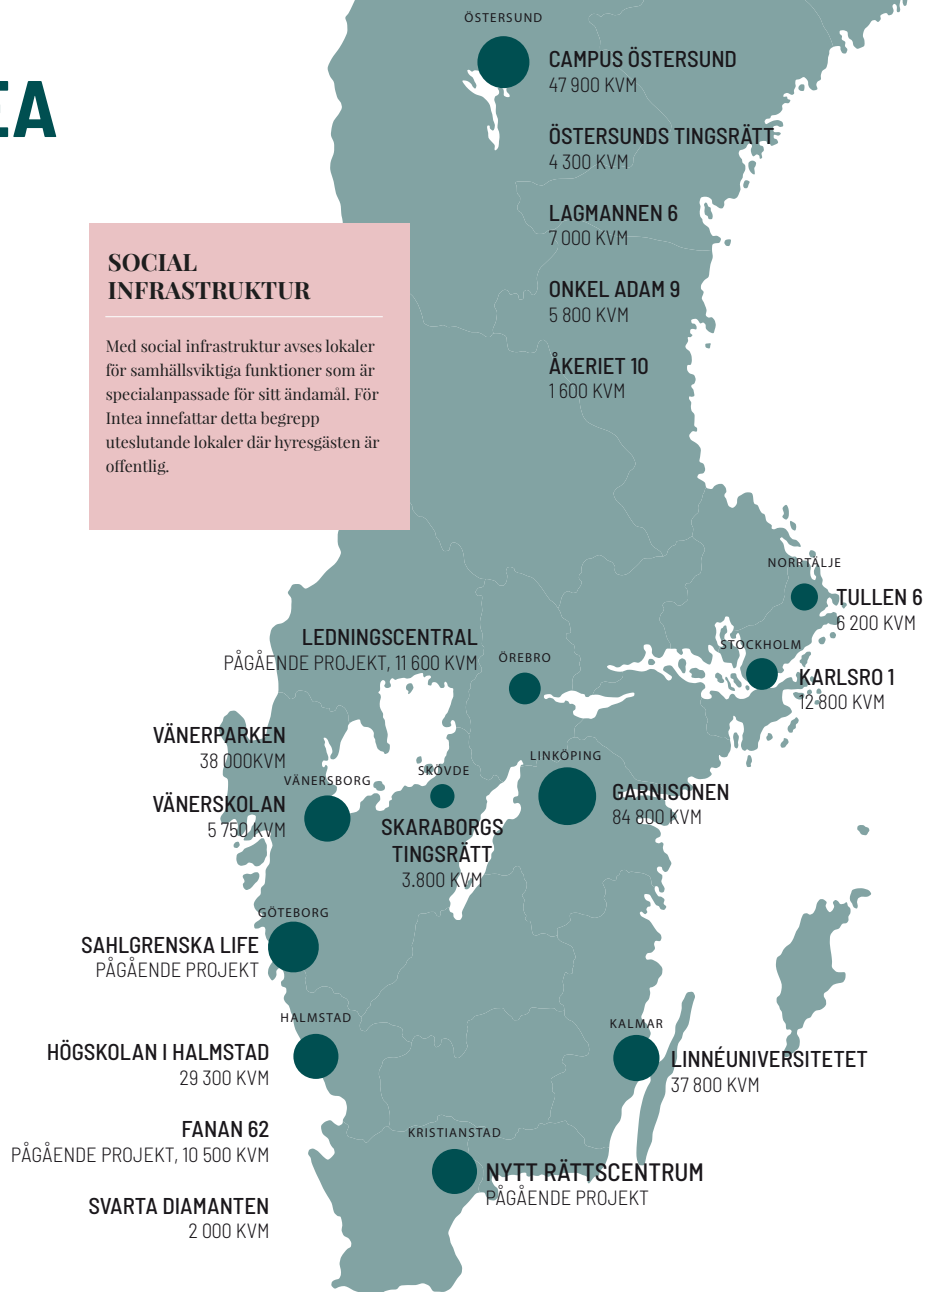 EA
ÖSTERSUND
CAMPUS ÖSTERSUND
47 900 KVM
ÖSTERSUNDS TINGSRÄTT
4 300 KVM
LAGMANNEN 6
7 000 KVM
ONKEL ADAM 9
5 800 KVM
ÅKERIET 10
1 600 KVM
SOCIAL
INFRASTRUKTUR
Med social infrastruktur avses lokaler
för samhällsviktiga funktioner som är
specialanpassade för sitt ändamål. För
Intea innefattar detta begrepp
uteslutande lokaler där hyresgästen är
offentlig.
NORRTÄLJE
TULLEN 6
6 200 KVM
STOCKHOLM
KARLSRO 1
12 800 KVM
LEDNINGSCENTRAL
PÅGÅENDE PROJEKT, 11 600 KVM
ÖREBRO
VÄNERPARKEN
38 000KVM
VÄNERSBORG
VÄNERSKOLAN
5 750 KVM
SKÖVDE
SKARABORGS
TINGSRÄTT
3.800 KVM
LINKÖPING
GARNISONEN
84 800 KVM
GÖTEBORG
SAHLGRENSKA LIFE
PÅGÅENDE PROJEKT
HALMSTAD
HÖGSKOLAN I HALMSTAD
29 300 KVM
FANAN 62
PÅGÅENDE PROJEKT, 10 500 KVM
SVARTA DIAMANTEN
2 000 KVM
KALMAR
LINNÉUNIVERSITETET
37 800 KVM
KRISTIANSTAD
NYTT RÄTTSCENTRUM
PÅGÅENDE PROJEKT